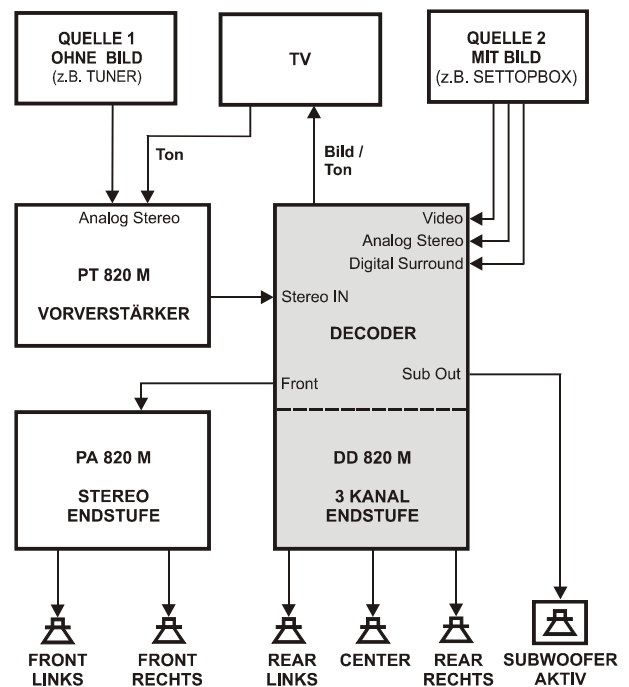 QUELLE 1
OHNE BILD
(z.B. TUNER)
TV
QUELLE 2
MIT BILD
(z.B. SETTOPBOX)
Ton
Bild /
Ton
Analog Stereo
PT 820 M
VORVERSTÄRKER
Video
Analog Stereo
Digital Surround
Stereo IN
DECODER
Front
Sub Out
PA 820 M
STEREO
ENDSTUFE
DD 820 M
3 KANAL
ENDSTUFE
FRONT
LINKS
FRONT
RECHTS
REAR
LINKS
CENTER
REAR
RECHTS
SUBWOOFER
AKTIV